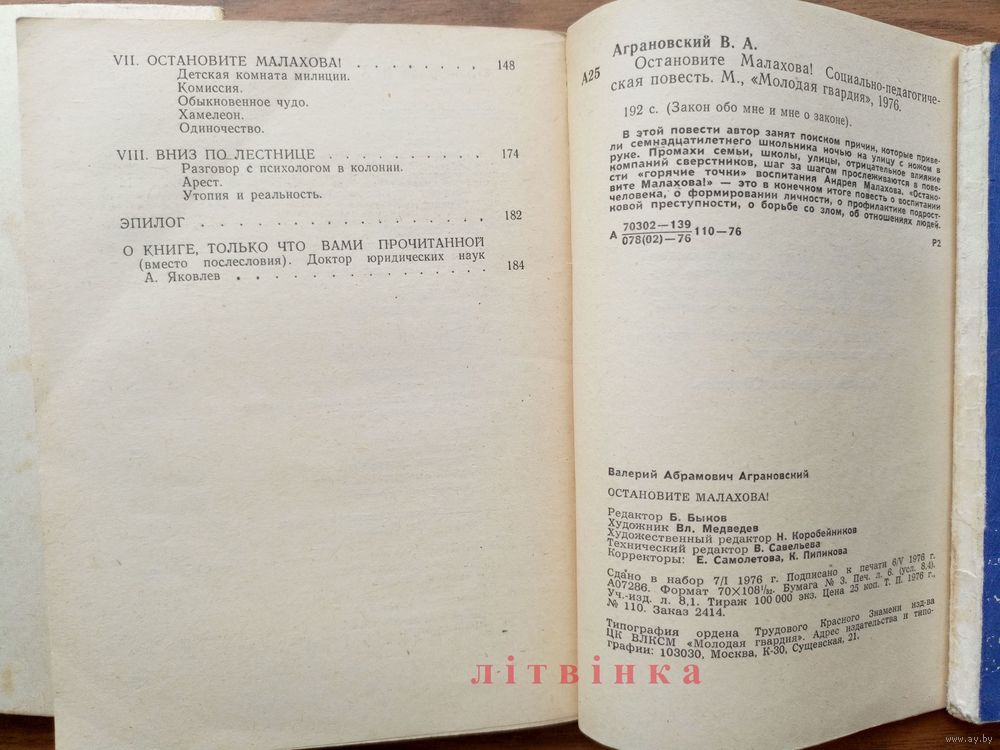 VII. ОСТАНОВИТЕ МАЛАХОВА! . . . . . . . . 148
Детская комната милиции.
Комиссия.
Обыкновенное чудо.
Хамелеон.
Одиночество.
VIII. ВНИЗ ПО ЛЕСТНИЦЕ . . . . . . . . . . 174
Разговор с психологом в колонии.
Арест.
Утопия и реальность.
ЭПИЛОГ . . . . . . . . . . . . . . . . . 182
О КНИГЕ, ТОЛЬКО ЧТО ВАМИ ПРОЧИТАННОЙ
(вместо послесловия). Доктор юридических наук
А. Яковлев . . . . . . . . . . . . . . . 184
Аграновский В. А.
А25 Остановите Малахова! Социально-педагогиче-
ская повесть. М., «Молодая гвардия», 1976.
192 с. (Закон обо мне и мне о законе).
В этой повести автор занят поиском причин, которые приве-
ли семнадцатилетнего школьника ночью на улицу с ножом в
руке. Промахи семьи, школы, улицы, отрицательное влияние
компаний сверстников, шаг за шагом прослеживаются в пове-
сти «горячие точки» воспитания Андрея Малахова. «Остано-
вите Малахова!» — это в конечном итоге повесть о воспитании
человека, о формировании личности, о профилактике подрост-
ковой преступности, о борьбе со злом, об отношениях людей.
А 70302—139
078(02)—76 110—76
Р2
Валерий Абрамович Аграновский
ОСТАНОВИТЕ МАЛАХОВА!
Редактор Б. Быков
Художник Вл. Медведев
Художественный редактор Н. Коробейников
Технический редактор В. Савельева
Корректоры: Е. Самолетова, К. Пипикова
Сдано в набор 7/I 1976 г. Подписано к печати 6/V 1976 г.
А07286. Формат 70×108¹/₃₂. Бумага № 3. Печ. л. 6. (усл. 8,4).
Уч.-изд. л. 8,1. Тираж 100 000 экз. Цена 25 коп. Т. П. 1976 г.,
№ 110. Заказ 2414.
Типография ордена Трудового Красного Знамени изд-ва
ЦК ВЛКСМ «Молодая гвардия». Адрес издательства и типо-
графии: 103030, Москва, К-30, Сущевская, 21.
літвінка
www.ay.by